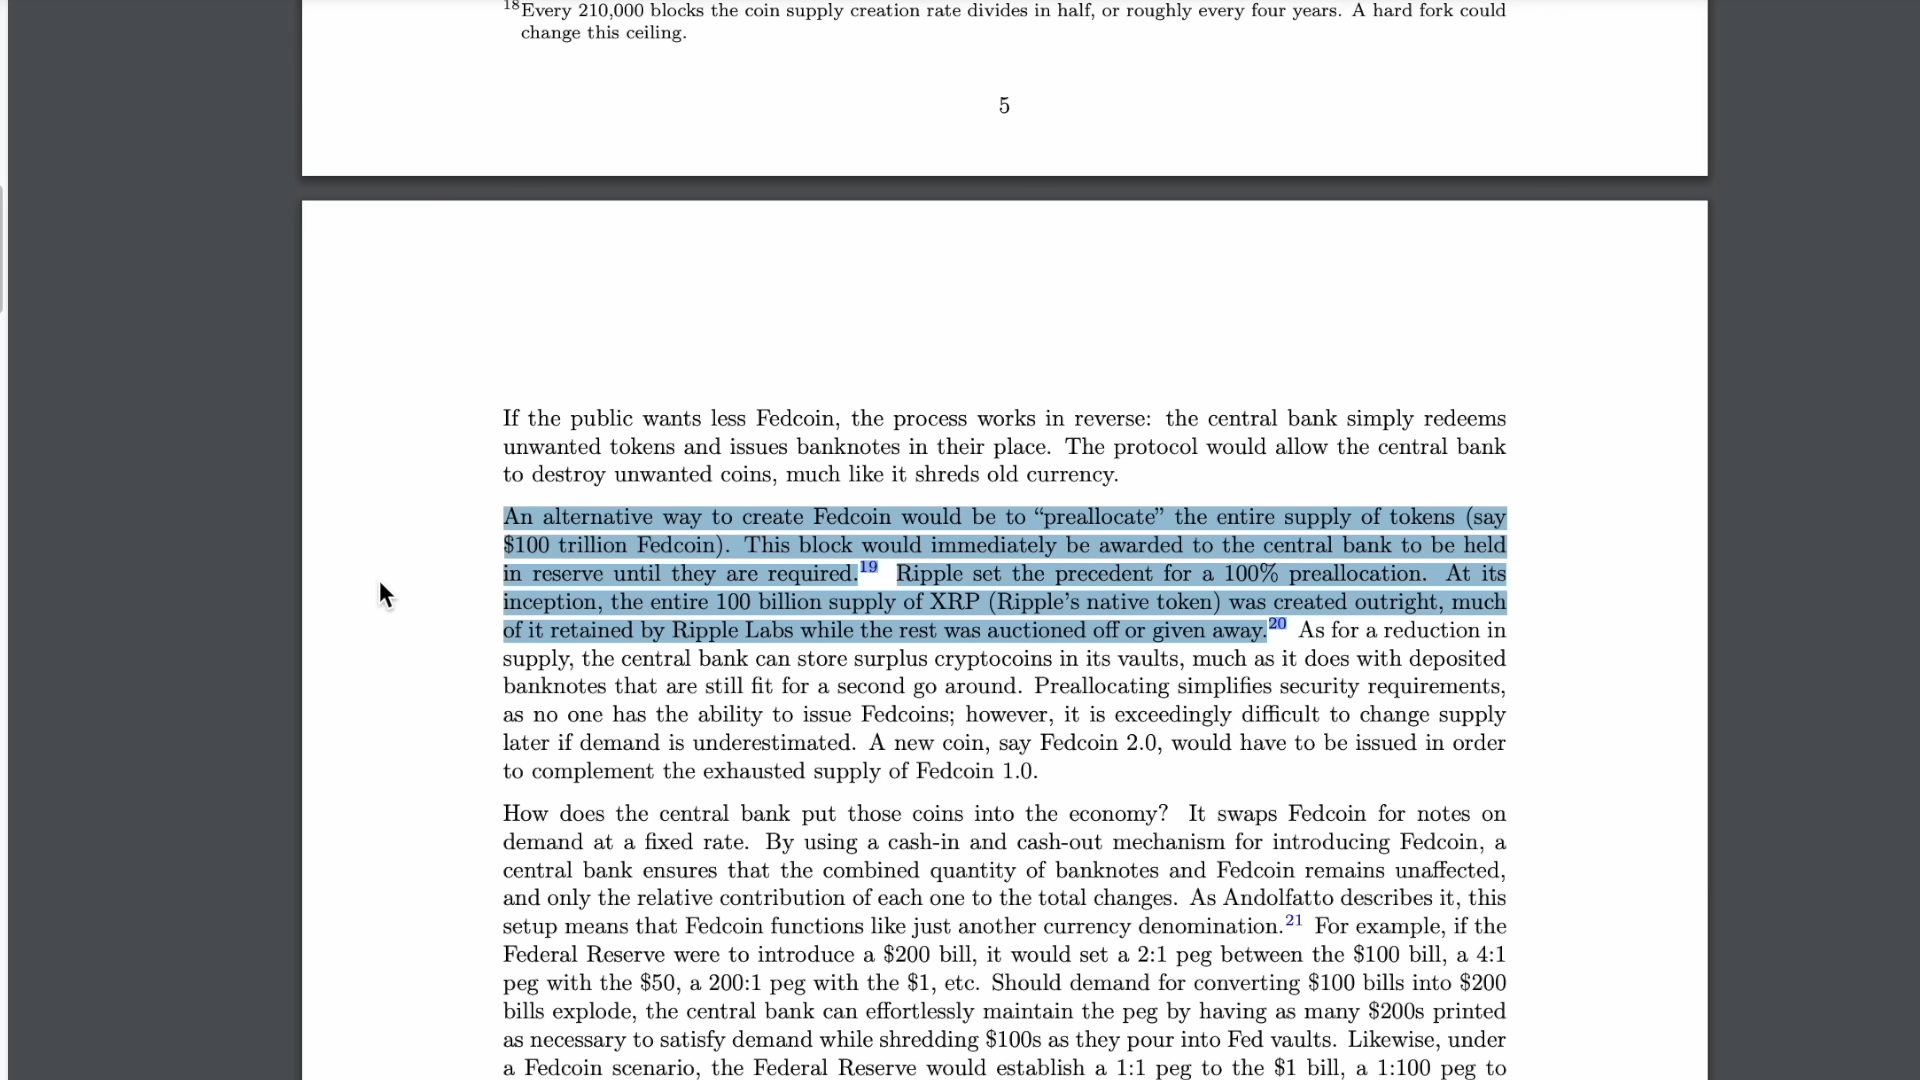 18Every 210,000 blocks the coin supply creation rate divides in half, or roughly every four years. A hard fork could
change this ceiling.
5
If the public wants less Fedcoin, the process works in reverse: the central bank simply redeems
unwanted tokens and issues banknotes in their place. The protocol would allow the central bank
to destroy unwanted coins, much like it shreds old currency.
An alternative way to create Fedcoin would be to “preallocate” the entire supply of tokens (say
$100 trillion Fedcoin). This block would immediately be awarded to the central bank to be held
in reserve until they are required.19 Ripple set the precedent for a 100% preallocation. At its
inception, the entire 100 billion supply of XRP (Ripple’s native token) was created outright, much
of it retained by Ripple Labs while the rest was auctioned off or given away.20 As for a reduction in
supply, the central bank can store surplus cryptocoins in its vaults, much as it does with deposited
banknotes that are still fit for a second go around. Preallocating simplifies security requirements,
as no one has the ability to issue Fedcoins; however, it is exceedingly difficult to change supply
later if demand is underestimated. A new coin, say Fedcoin 2.0, would have to be issued in order
to complement the exhausted supply of Fedcoin 1.0.
How does the central bank put those coins into the economy? It swaps Fedcoin for notes on
demand at a fixed rate. By using a cash-in and cash-out mechanism for introducing Fedcoin, a
central bank ensures that the combined quantity of banknotes and Fedcoin remains unaffected,
and only the relative contribution of each one to the total changes. As Andolfatto describes it, this
setup means that Fedcoin functions like just another currency denomination.21 For example, if the
Federal Reserve were to introduce a $200 bill, it would set a 2:1 peg between the $100 bill, a 4:1
peg with the $50, a 200:1 peg with the $1, etc. Should demand for converting $100 bills into $200
bills explode, the central bank can effortlessly maintain the peg by having as many $200s printed
as necessary to satisfy demand while shredding $100s as they pour into Fed vaults. Likewise, under
a Fedcoin scenario, the Federal Reserve would establish a 1:1 peg to the $1 bill, a 1:100 peg to